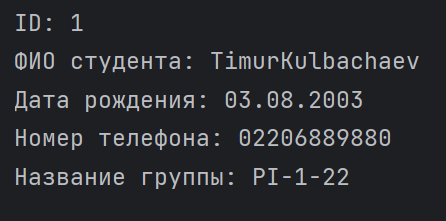 ID: 1
ФИО студента: TimurKulbachaev
Дата рождения: 03.08.2003
Номер телефона: 02206889880
Название группы: PI-1-22